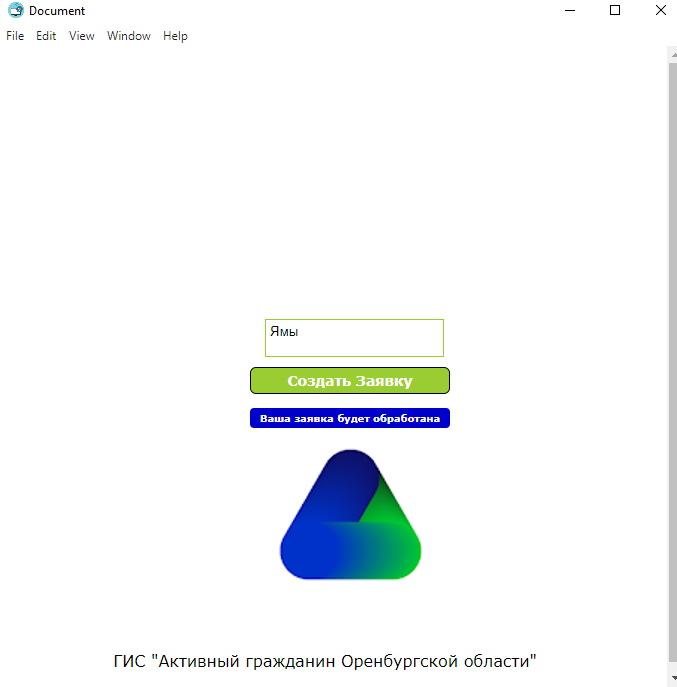 Document
File Edit View Window Help
Ямы
Создать Заявку
Ваша заявка будет обработана
ГИС "Активный гражданин Оренбургской области"